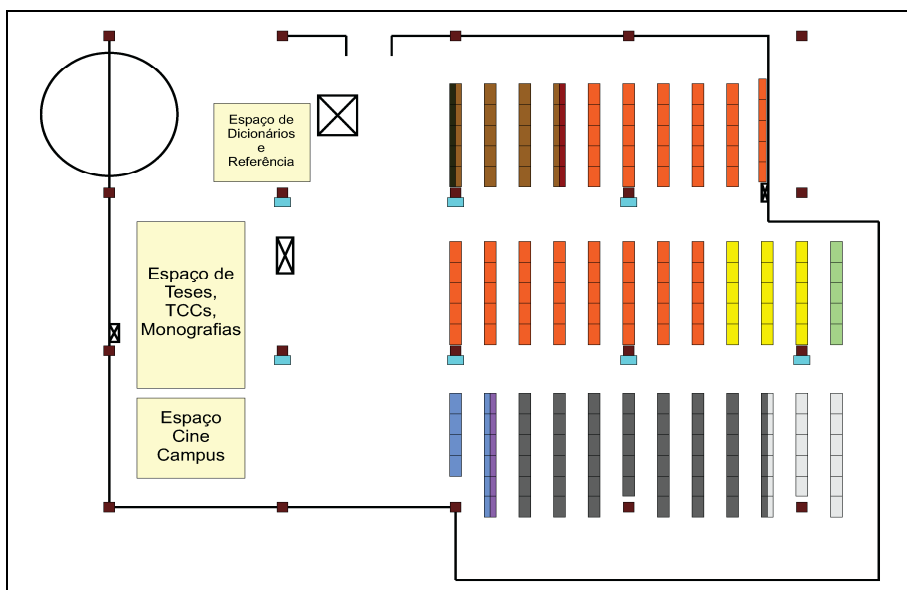 Espaço de
Dicionários
e
Referência
Espaço de
Teses,
TCCs,
Monografias
Espaço
Cine
Campus